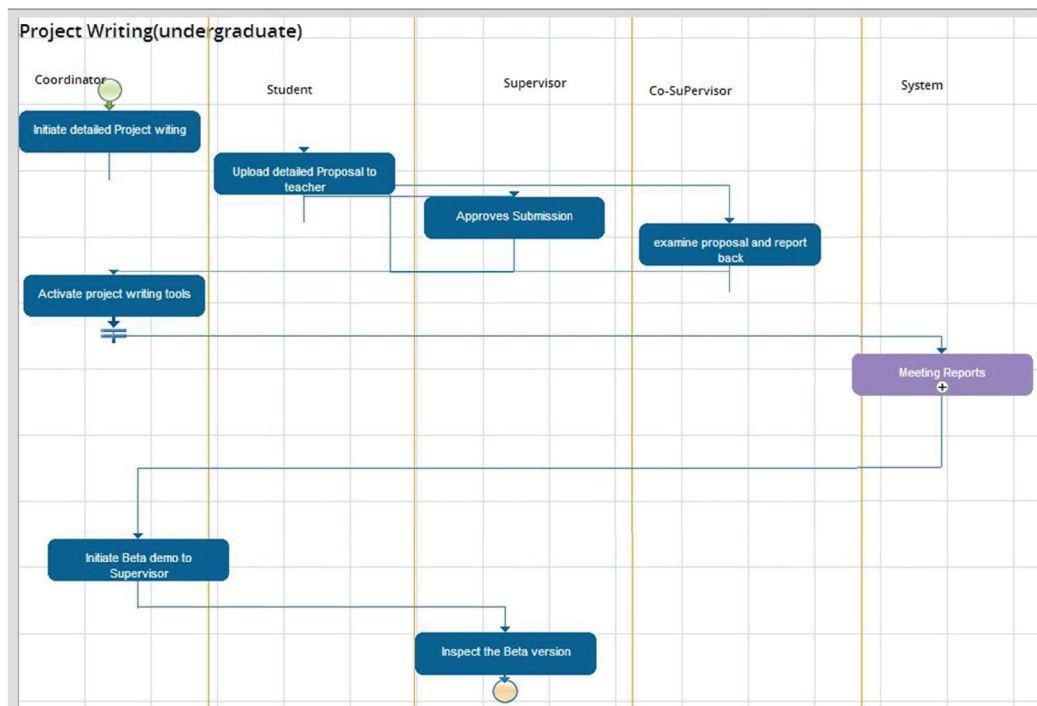 Project Writing(undergraduate)
Coordinator
Student
Supervisor
Co-SuPervisor
System
Initiate detailed Project witing
Upload detailed Proposal to
teacher
Approves Submission
examine proposal and report
back
Activate project writing tools
Meeting Reports
Initiate Beta demo to
Supervisor
Inspect the Beta version